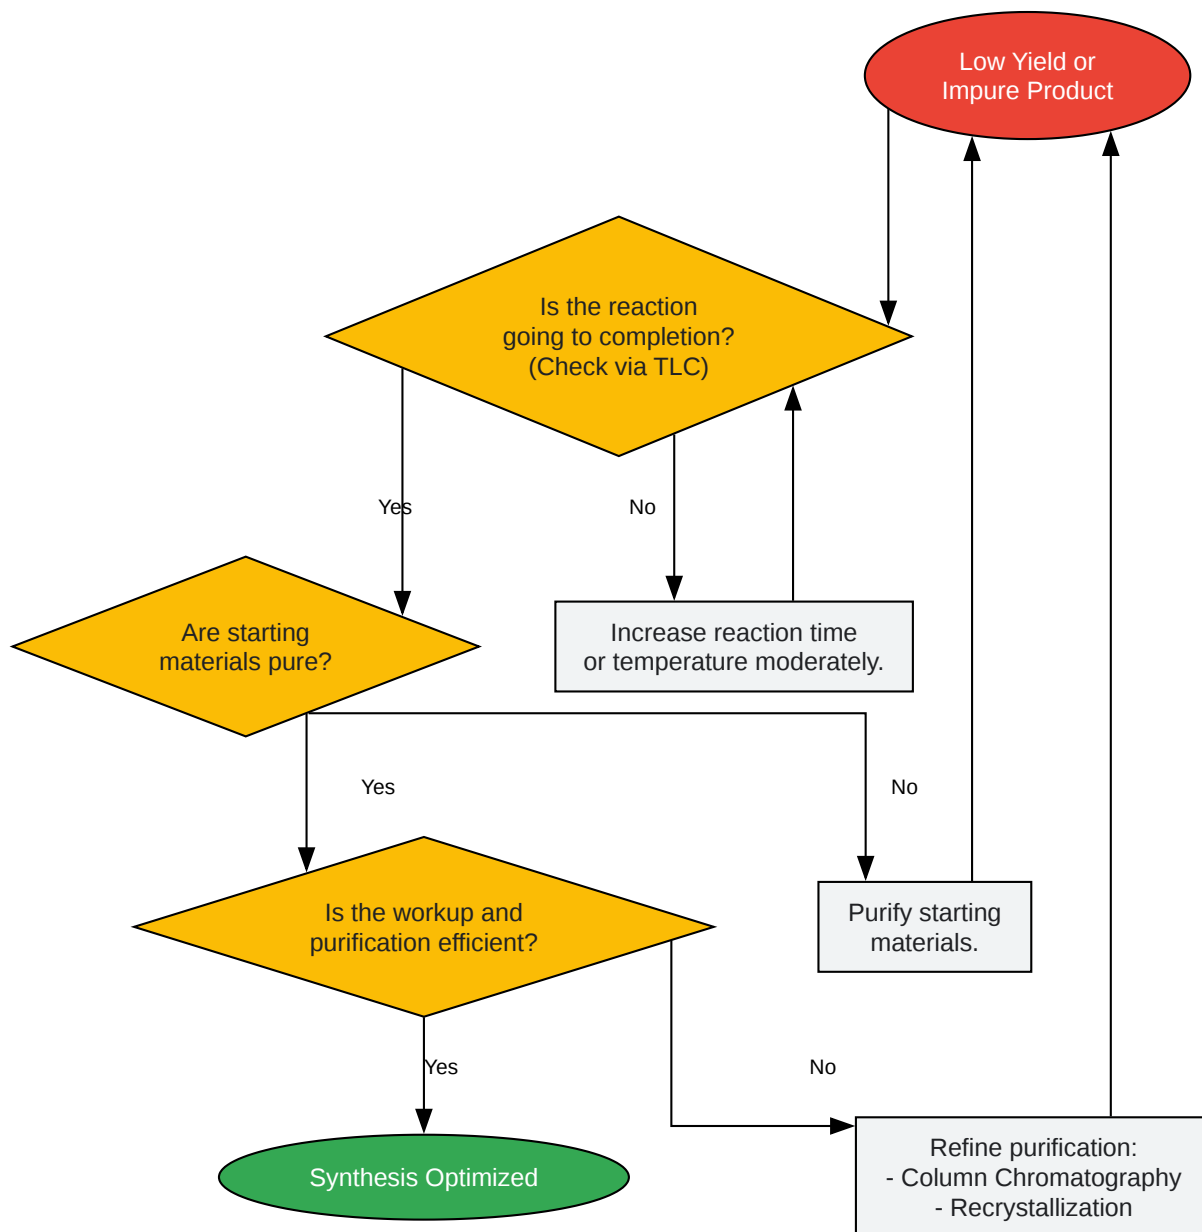 Low Yield or
Impure Product
Is the reaction
going to completion?
(Check via TLC)
Yes
No
Are starting
materials pure?
Increase reaction time
or temperature moderately.
Yes
No
Is the workup and
purification efficient?
Purify starting
materials.
Yes
No
Synthesis Optimized
Refine purification:
- Column Chromatography
- Recrystallization